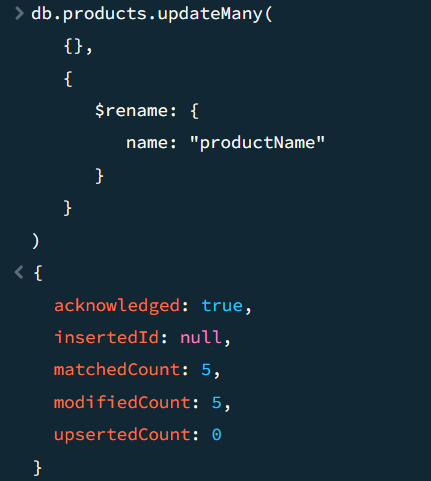 > db.products.updateMany(
{},
{
$rename: {
name: "productName"
}
}
)
< {
acknowledged: true,
insertedId: null,
matchedCount: 5,
modifiedCount: 5,
upsertedCount: 0
}